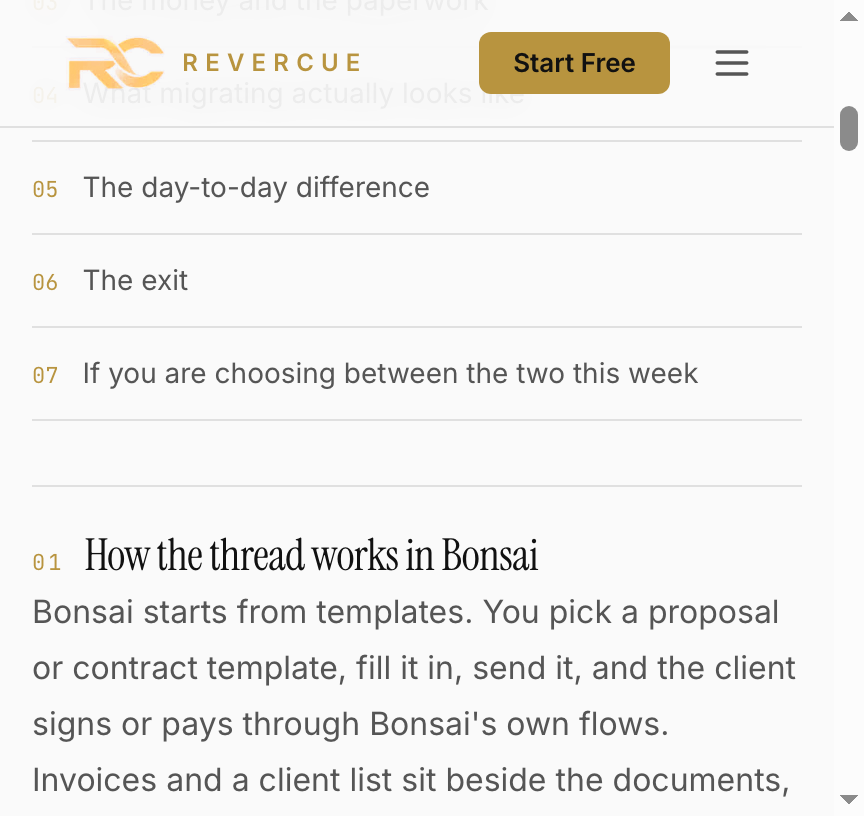 03 The money and the paperwork
REVERCUE
Start Free
04 What migrating actually looks like
05 The day-to-day difference
06 The exit
07 If you are choosing between the two this week
01 How the thread works in Bonsai
Bonsai starts from templates. You pick a proposal
or contract template, fill it in, send it, and the client
signs or pays through Bonsai's own flows.
Invoices and a client list sit beside the documents,